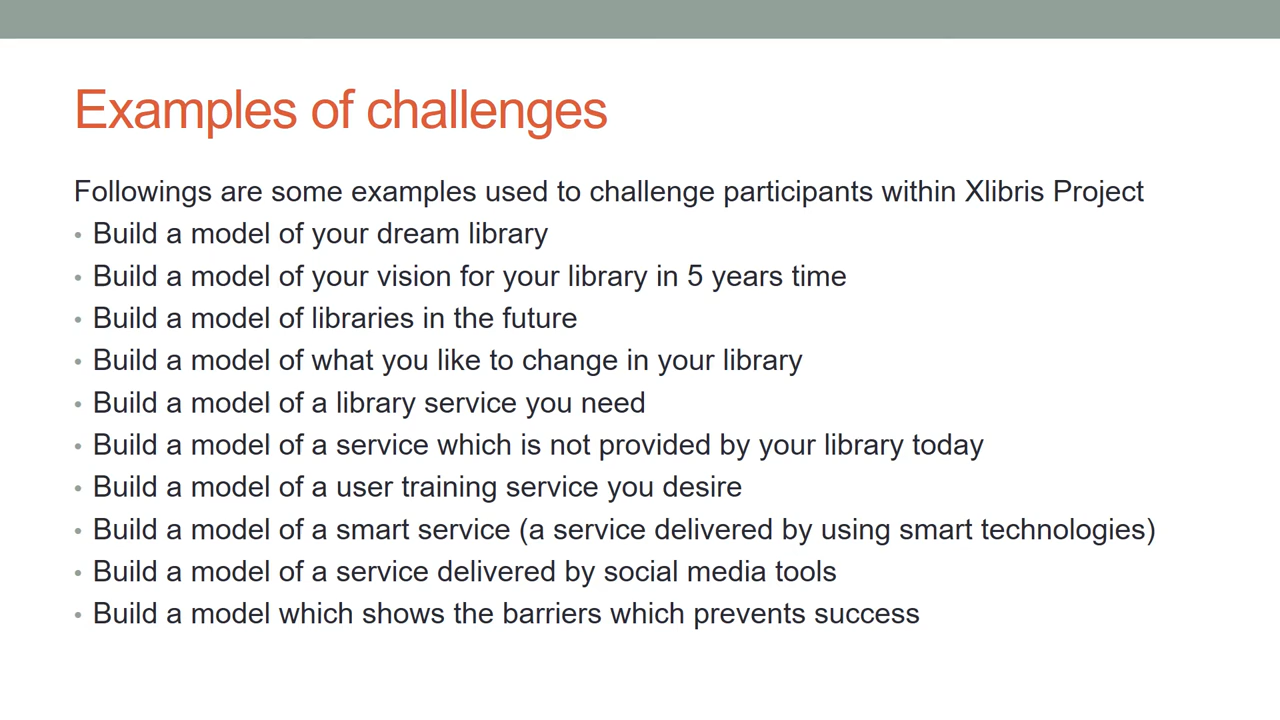 Examples of challenges
Followings are some examples used to challenge participants within Xlibris Project
• Build a model of your dream library
• Build a model of your vision for your library in 5 years time
• Build a model of libraries in the future
• Build a model of what you like to change in your library
• Build a model of a library service you need
• Build a model of a service which is not provided by your library today
• Build a model of a user training service you desire
• Build a model of a smart service (a service delivered by using smart technologies)
• Build a model of a service delivered by social media tools
• Build a model which shows the barriers which prevents success